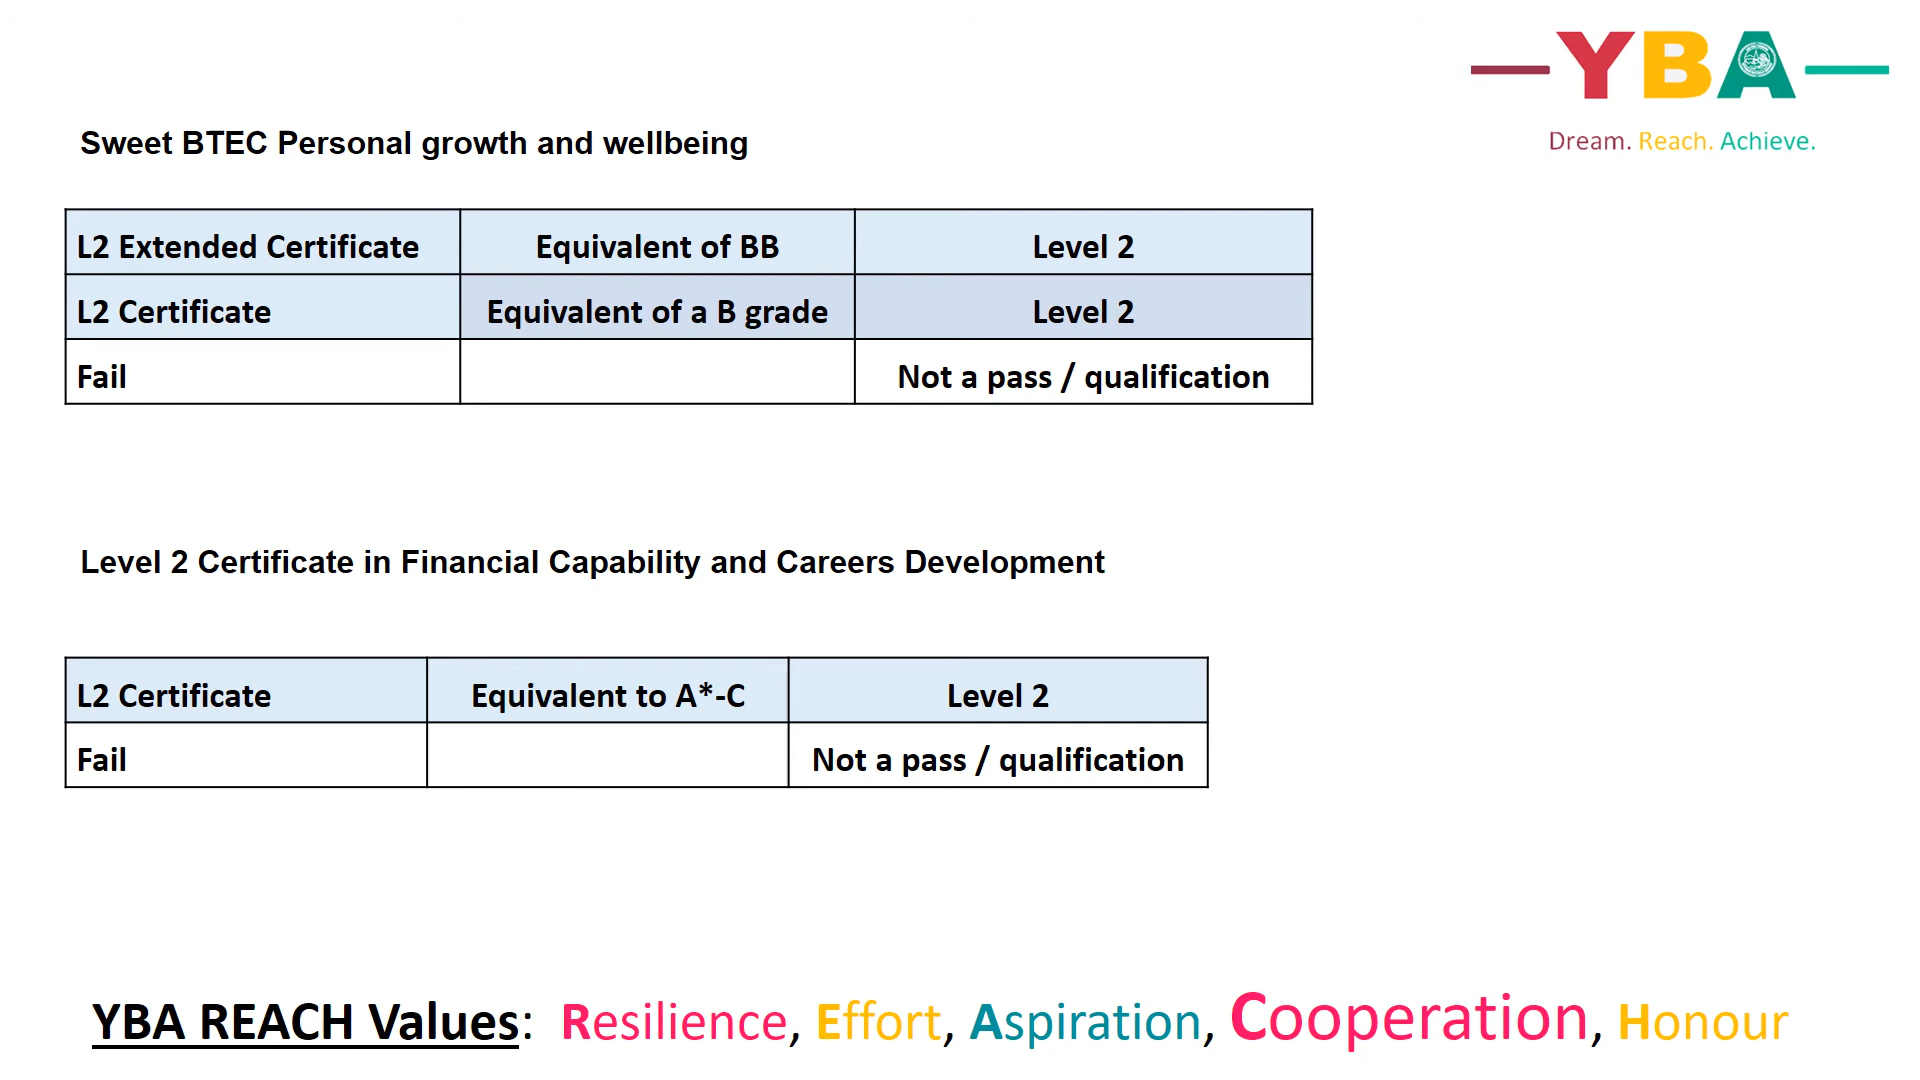 YBA
Dream. Reach. Achieve.
Sweet BTEC Personal growth and wellbeing
L2 Extended Certificate Equivalent of BB Level 2
L2 Certificate Equivalent of a B grade Level 2
Fail Not a pass / qualification
Level 2 Certificate in Financial Capability and Careers Development
L2 Certificate Equivalent to A*-C Level 2
Fail Not a pass / qualification
YBA REACH Values: Resilience, Effort, Aspiration, Cooperation, Honour